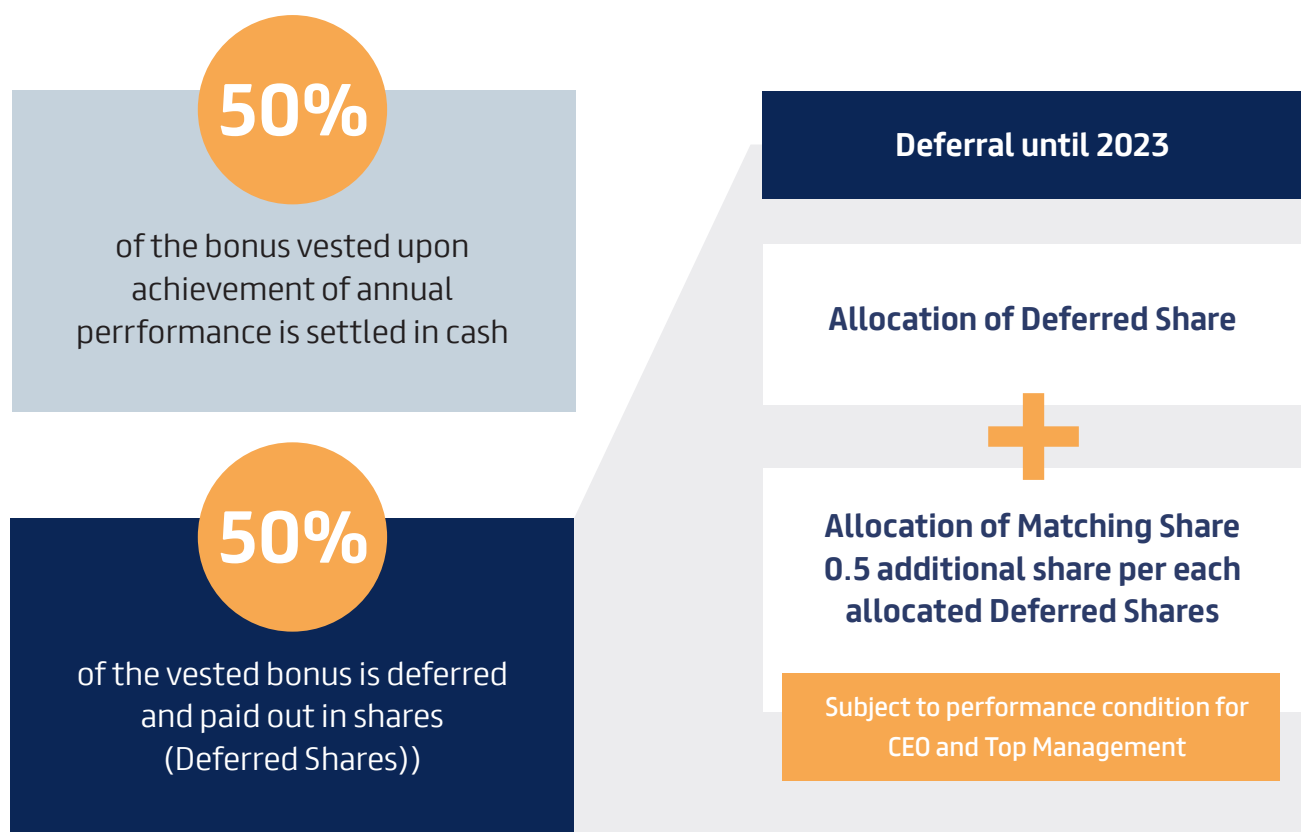 50%
of the bonus vested upon
achievement of annual
perrformance is settled in cash
50%
of the vested bonus is deferred
and paid out in shares
(Deferred Shares))
Deferral until 2023
Allocation of Deferred Share
Allocation of Matching Share
0.5 additional share per each
allocated Deferred Shares
Subject to performance condition for
CEO and Top Management